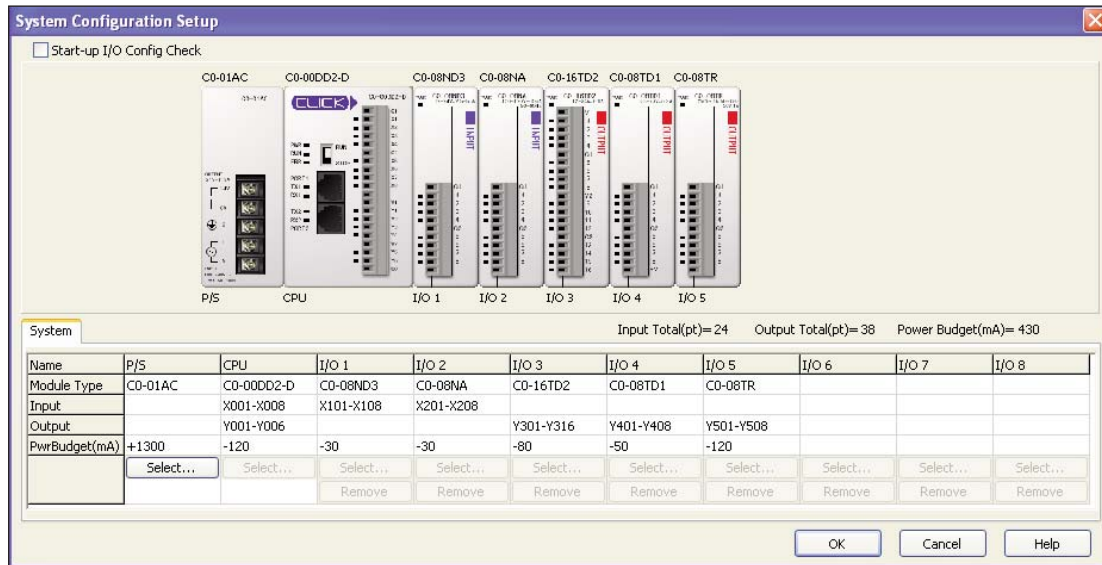 System Configuration Setup
Start-up I/O Config Check
C0-01AC C0-00DD2-D C0-08ND3 C0-08NA C0-16TD2 C0-08TD1 C0-08TR
CLICK
INPUT INPUT OUTPUT OUTPUT OUTPUT
RUN
P/S CPU I/O 1 I/O 2 I/O 3 I/O 4 I/O 5
System Input Total(pt)= 24 Output Total(pt)= 38 Power Budget(mA)= 430
Name P/S CPU I/O 1 I/O 2 I/O 3 I/O 4 I/O 5 I/O 6 I/O 7 I/O 8
Module Type C0-01AC C0-00DD2-D C0-08ND3 C0-08NA C0-16TD2 C0-08TD1 C0-08TR
Input X001-X008 X101-X108 X201-X208
Output Y001-Y006 Y301-Y316 Y401-Y408 Y501-Y508
PwrBudget(mA) +1300 -120 -30 -30 -80 -50 -120
Select... Select... Select... Select... Select... Select... Select... Select... Select... Select...
Remove Remove Remove Remove Remove Remove Remove Remove
OK Cancel Help